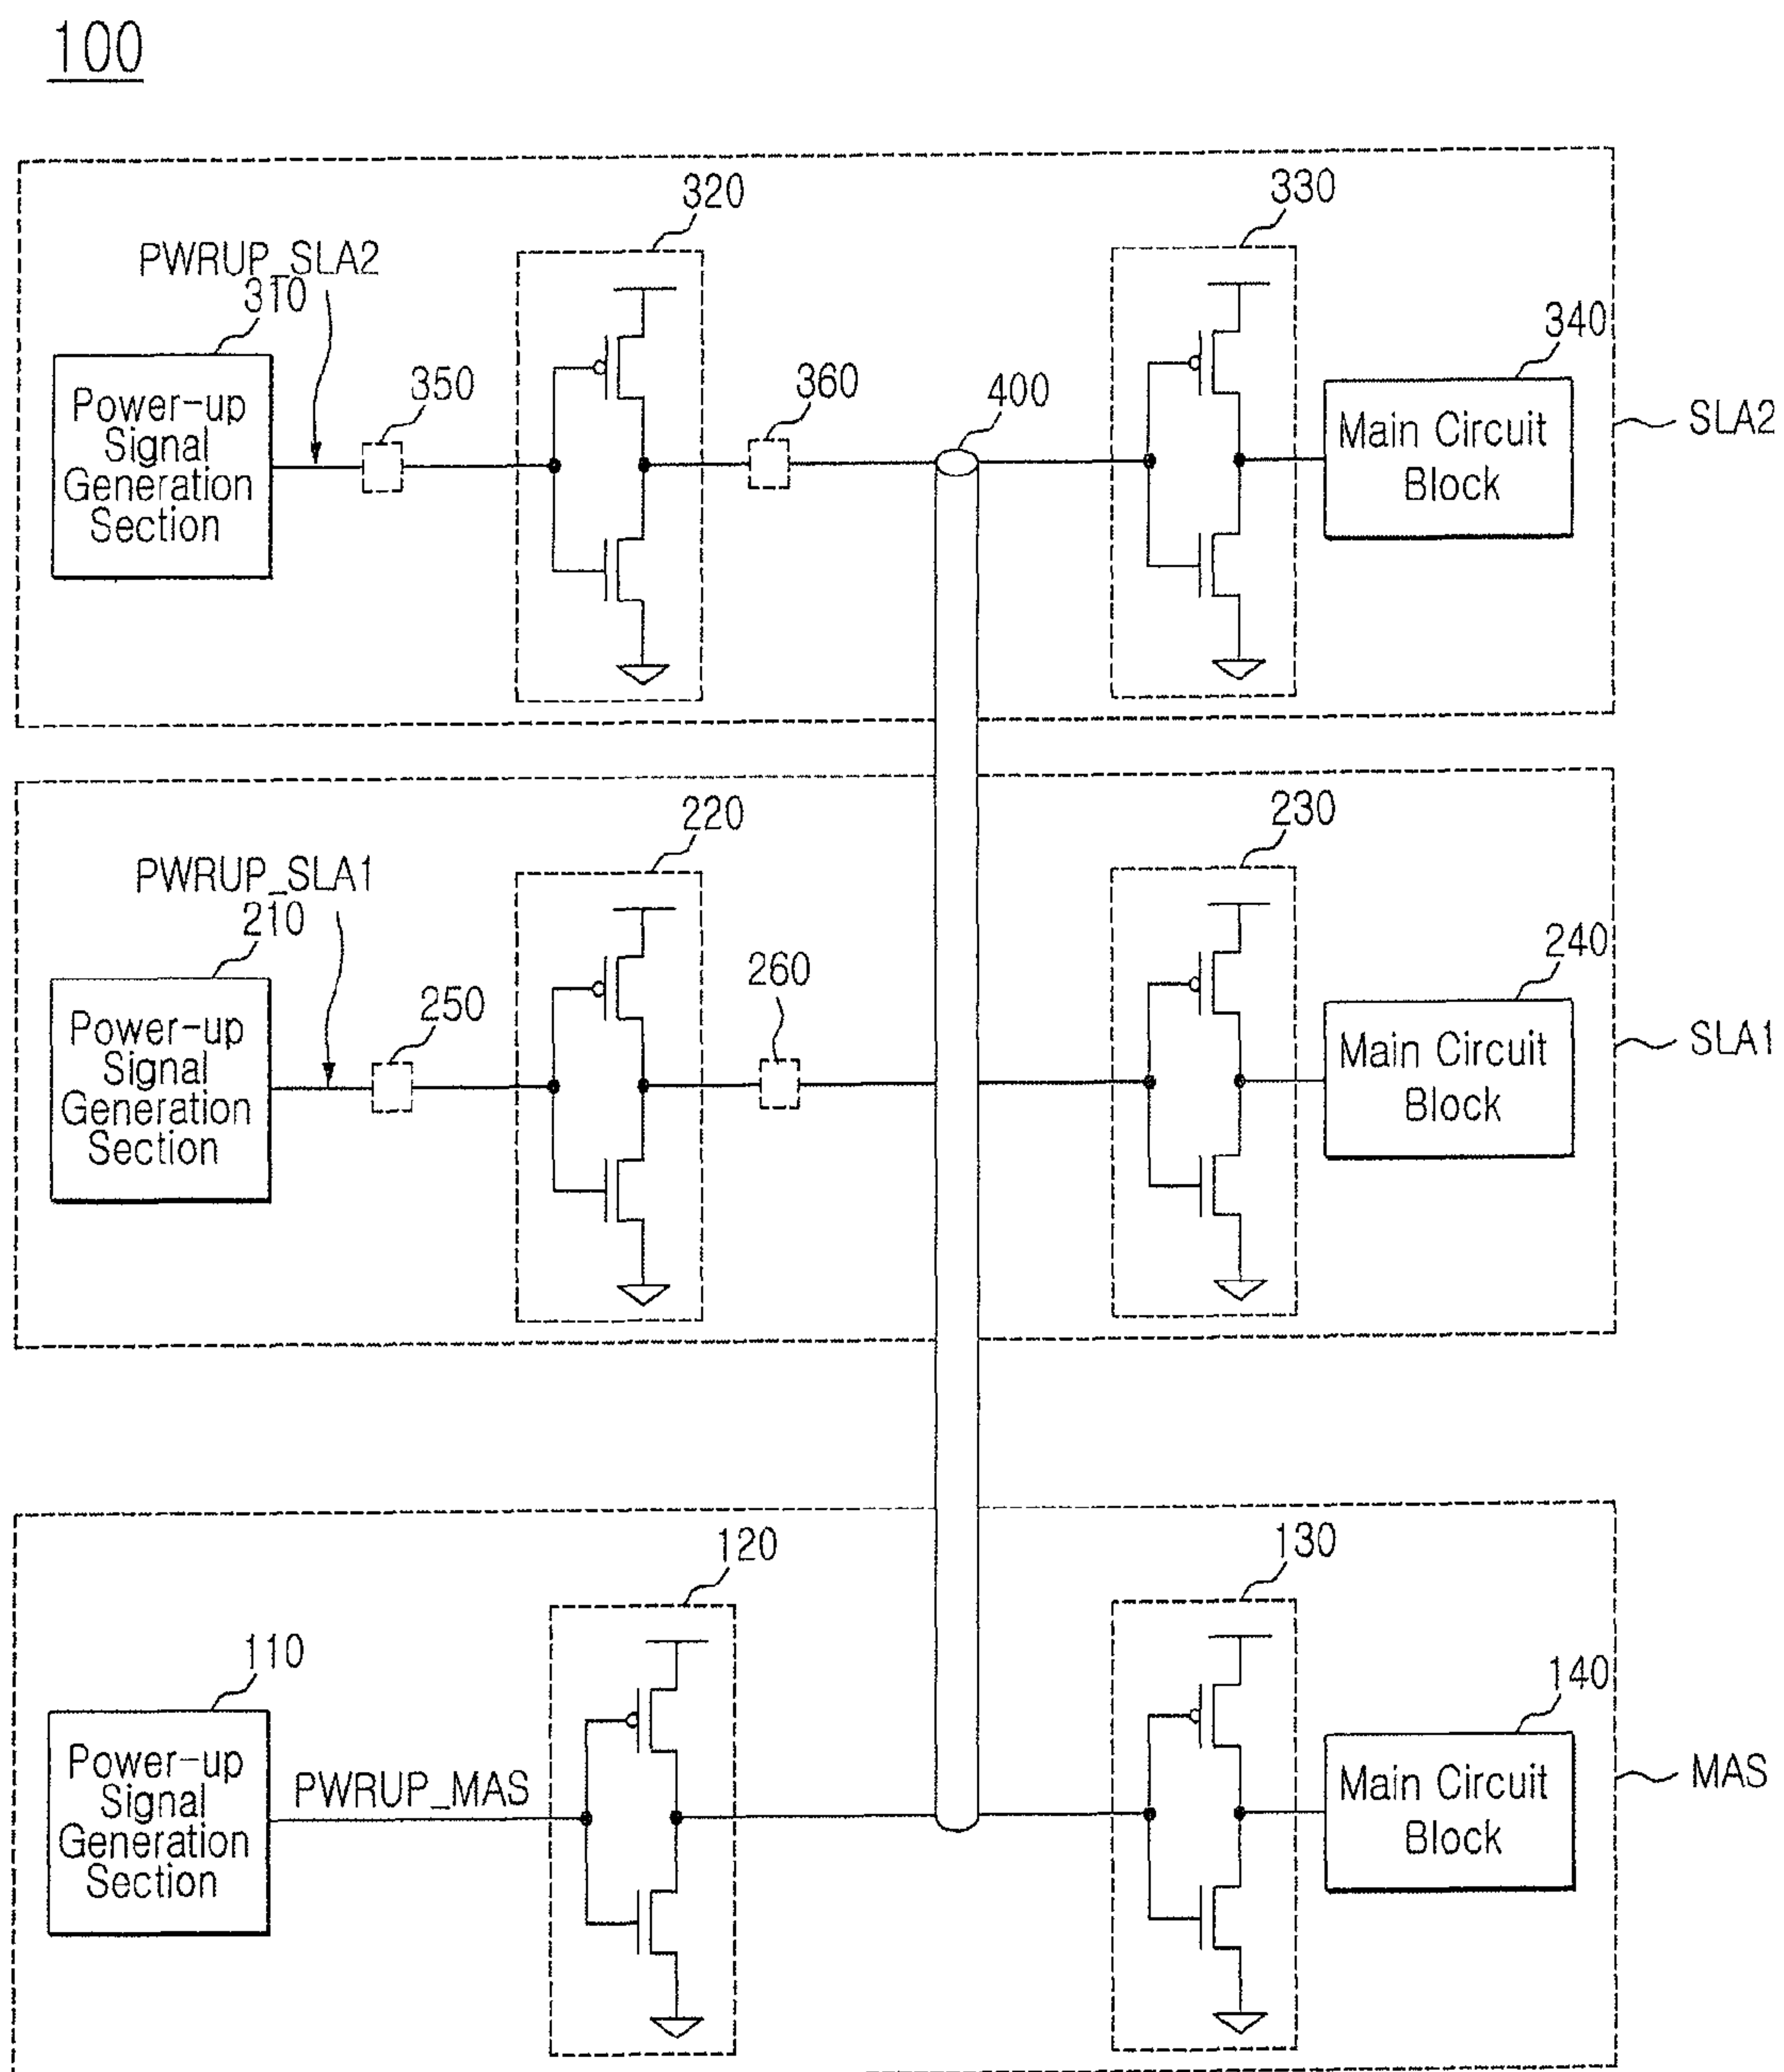 100
320
330
PWRUP_SLA2
310
340
350
360
400
Power-up
Signal
Generation
Section
Main Circuit
Block
SLA2
220
230
PWRUP_SLA1
210
240
250
260
Power-up
Signal
Generation
Section
Main Circuit
Block
SLA1
120
130
110
140
Power-up
Signal
Generation
Section
PWRUP_MAS
Main Circuit
Block
MAS